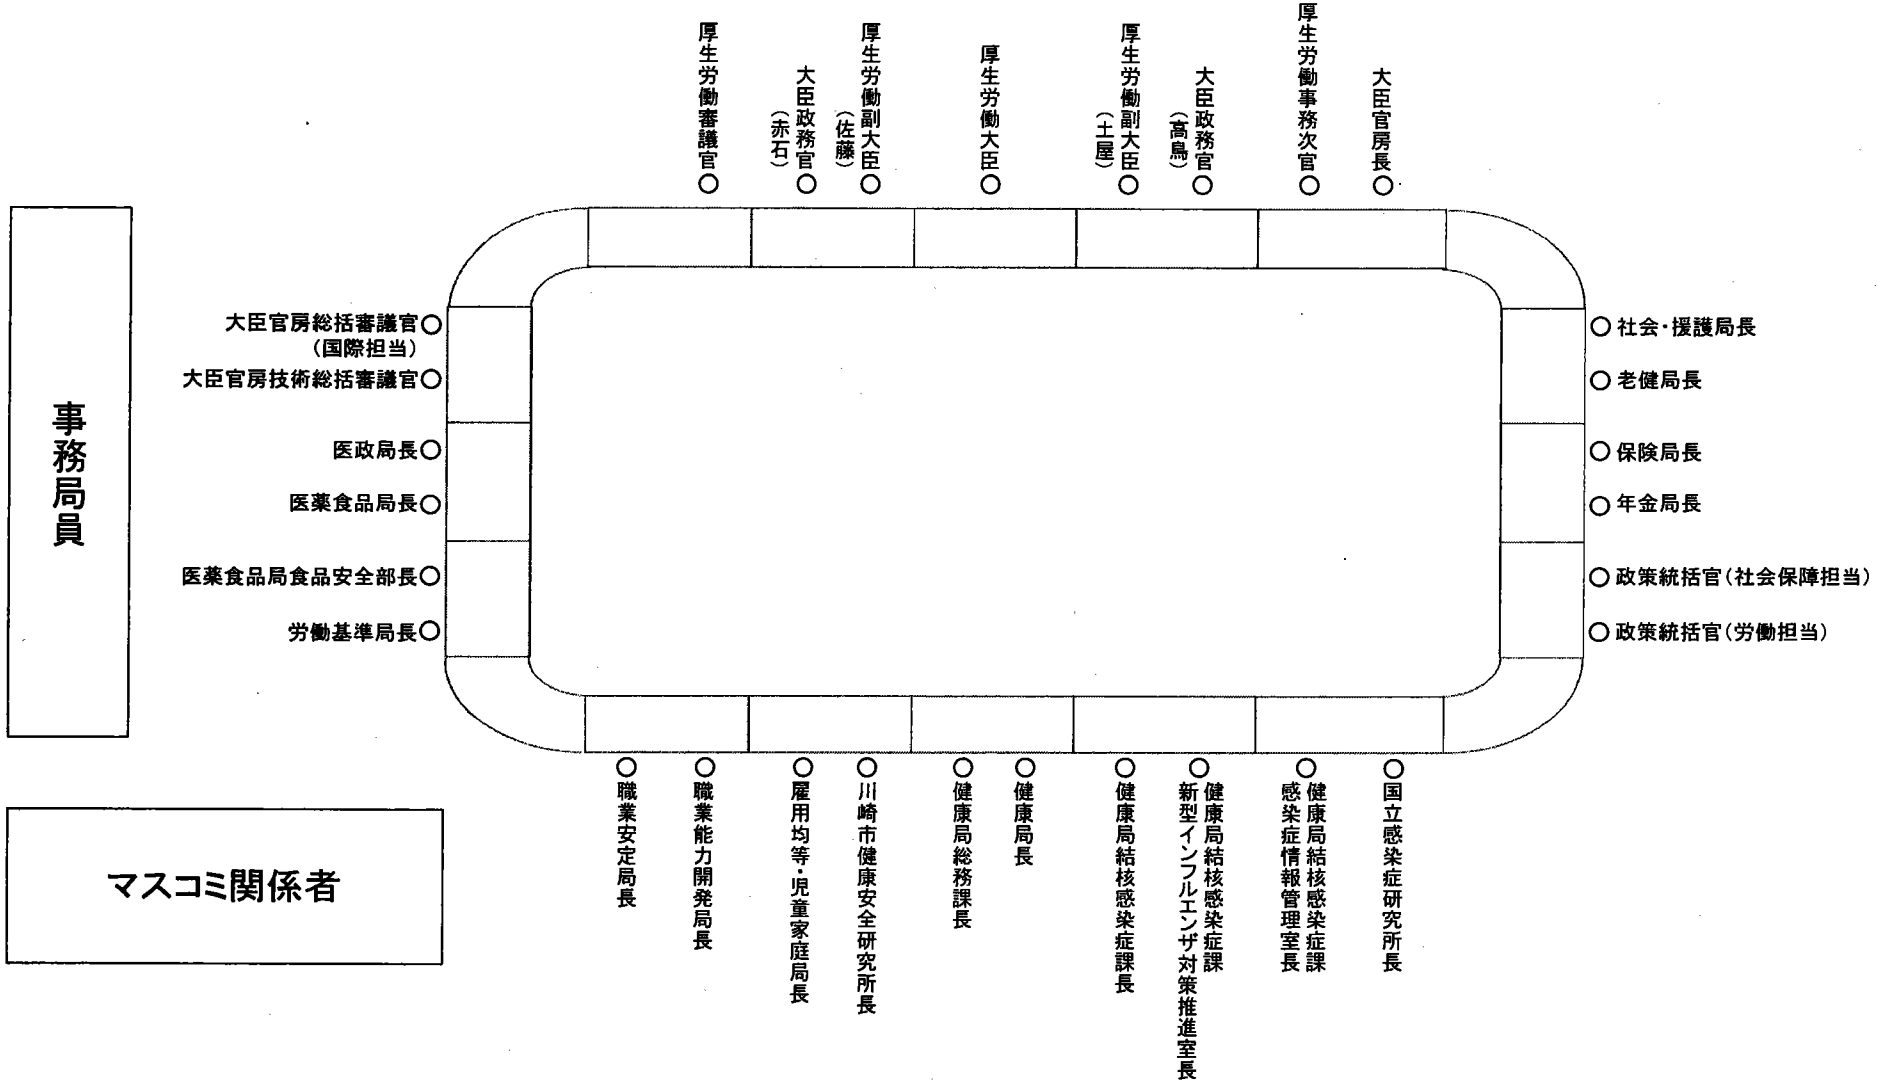 厚生労働審議官
大臣政務官
（赤石）
厚生労働副大臣
（佐藤）
厚生労働大臣
厚生労働副大臣
（土屋）
大臣政務官
（高鳥）
厚生労働事務次官
大臣官房長
事務局員
大臣官房総括審議官
（国際担当）
大臣官房技術総括審議官
医政局長
医薬食品局長
医薬食品局食品安全部長
労働基準局長
社会・援護局長
老健局長
保険局長
年金局長
政策統括官（社会保障担当）
政策統括官（労働担当）
マスコミ関係者
職業安定局長
職業能力開発局長
雇用均等・児童家庭局長
川崎市健康安全研究所長
健康局総務課長
健康局長
健康局結核感染症課長
健康局結核感染症課
新型インフルエンザ対策推進室長
健康局結核感染症課
感染症情報管理室長
国立感染症研究所長